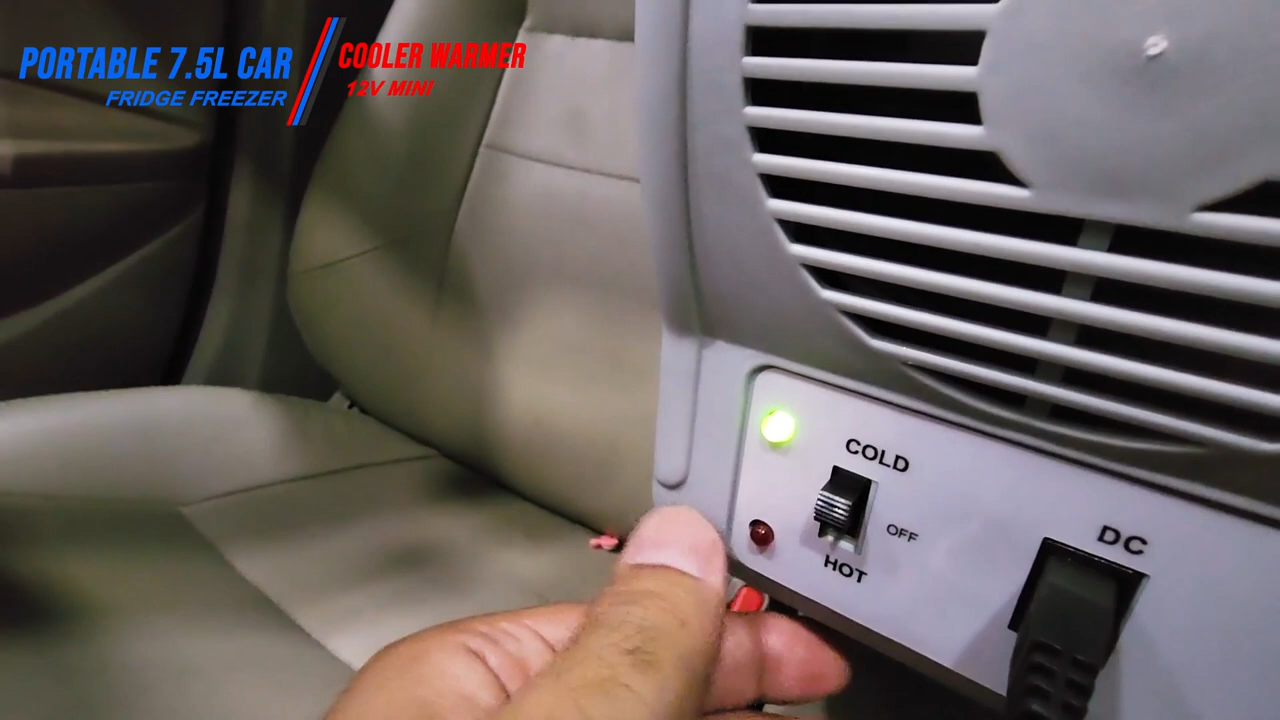 PORTABLE 7.5L CAR
FRIDGE FREEZER
COOLER WARMER
12V MINI
COLD
OFF
HOT
DC